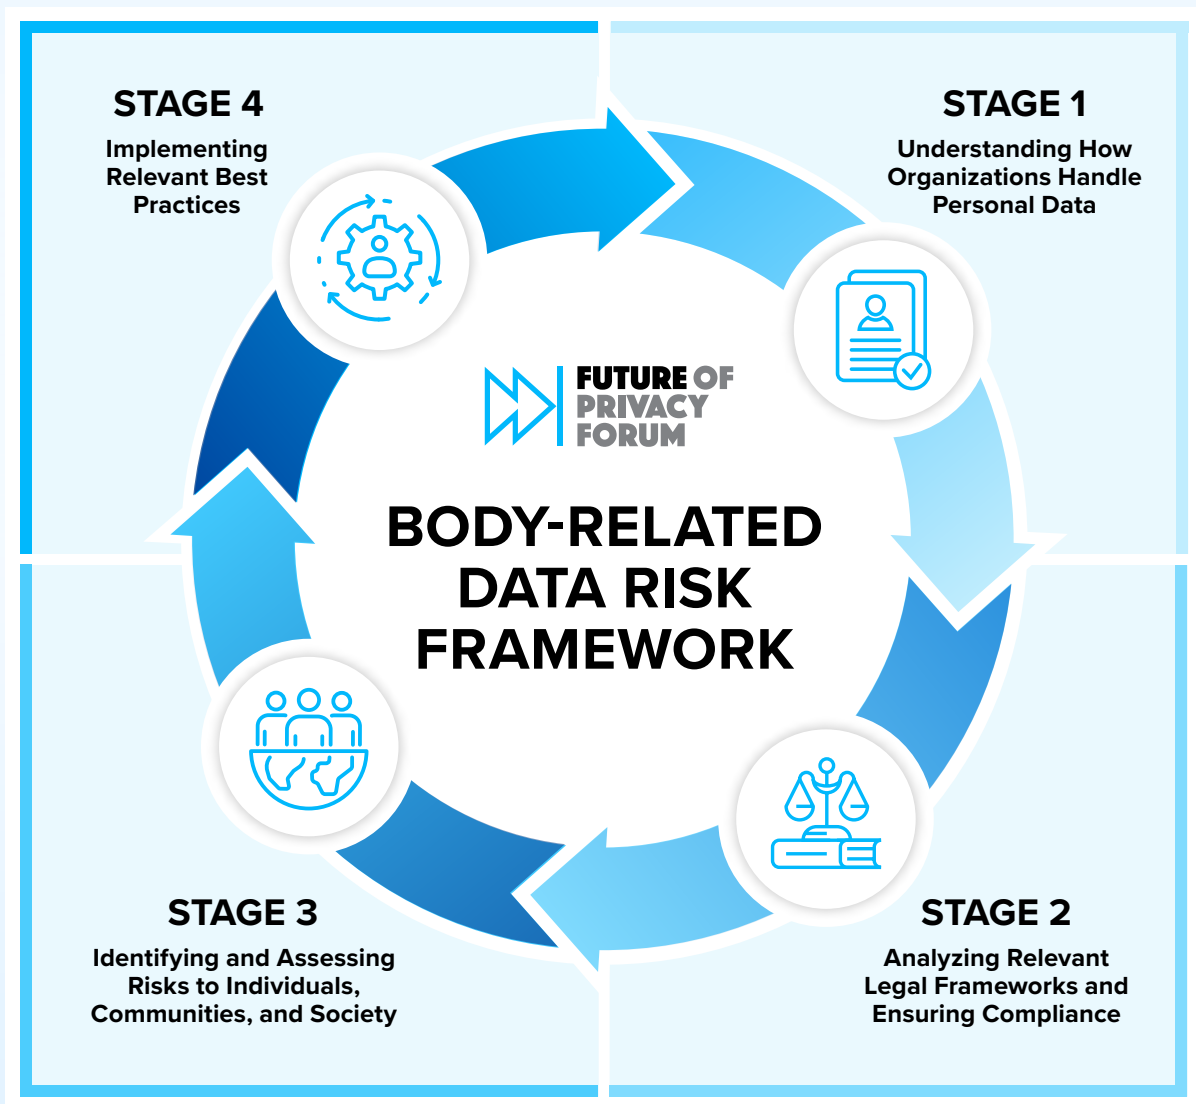 STAGE 4
Implementing
Relevant Best
Practices
STAGE 1
Understanding How
Organizations Handle
Personal Data
FUTURE OF
PRIVACY
FORUM
BODY-RELATED
DATA RISK
FRAMEWORK
STAGE 3
Identifying and Assessing
Risks to Individuals,
Communities, and Society
STAGE 2
Analyzing Relevant
Legal Frameworks and
Ensuring Compliance